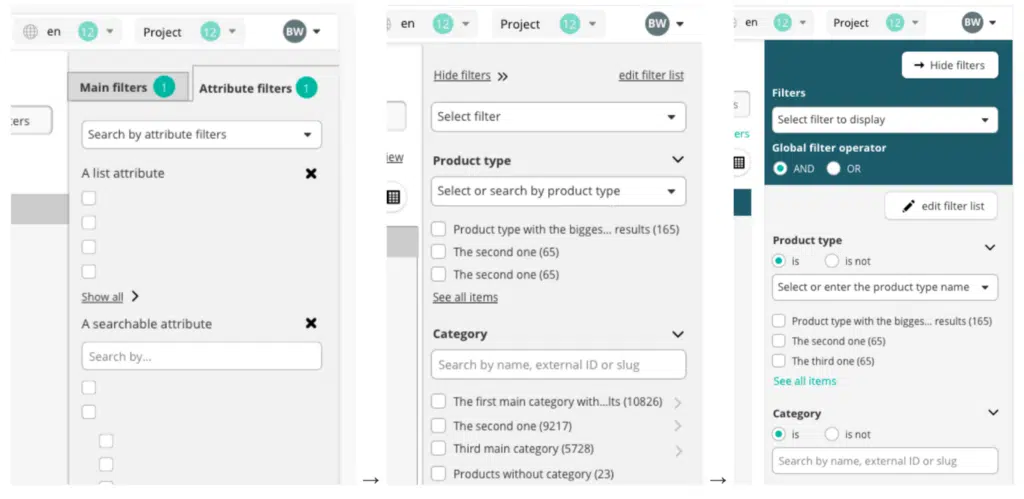 en 12 Project 12 BW
ers
Main filters 1 Attribute filters 1
Search by attribute filters
A list attribute
Show all
A searchable attribute
Search by...
→
en 12 Project 12 BW
Hide filters edit filter list
Select filter
iew
Product type
Select or search by product type
Product type with the bigges... results (165)
The second one (65)
The second one (65)
See all items
Category
Search by name, external ID or slug
The first main category with...lts (10826)
The second one (9217)
Third main category (5728)
Products without category (23)
→
en 12 Project 12 BW
→ Hide filters
Filters
s
Select filter to display
ers
Global filter operator
AND OR
edit filter list
Product type
is is not
Select or enter the product type name
Product type with the bigges... results (165)
The second one (65)
The third one (65)
See all items
Category
is is not
Search by name, external ID or slug